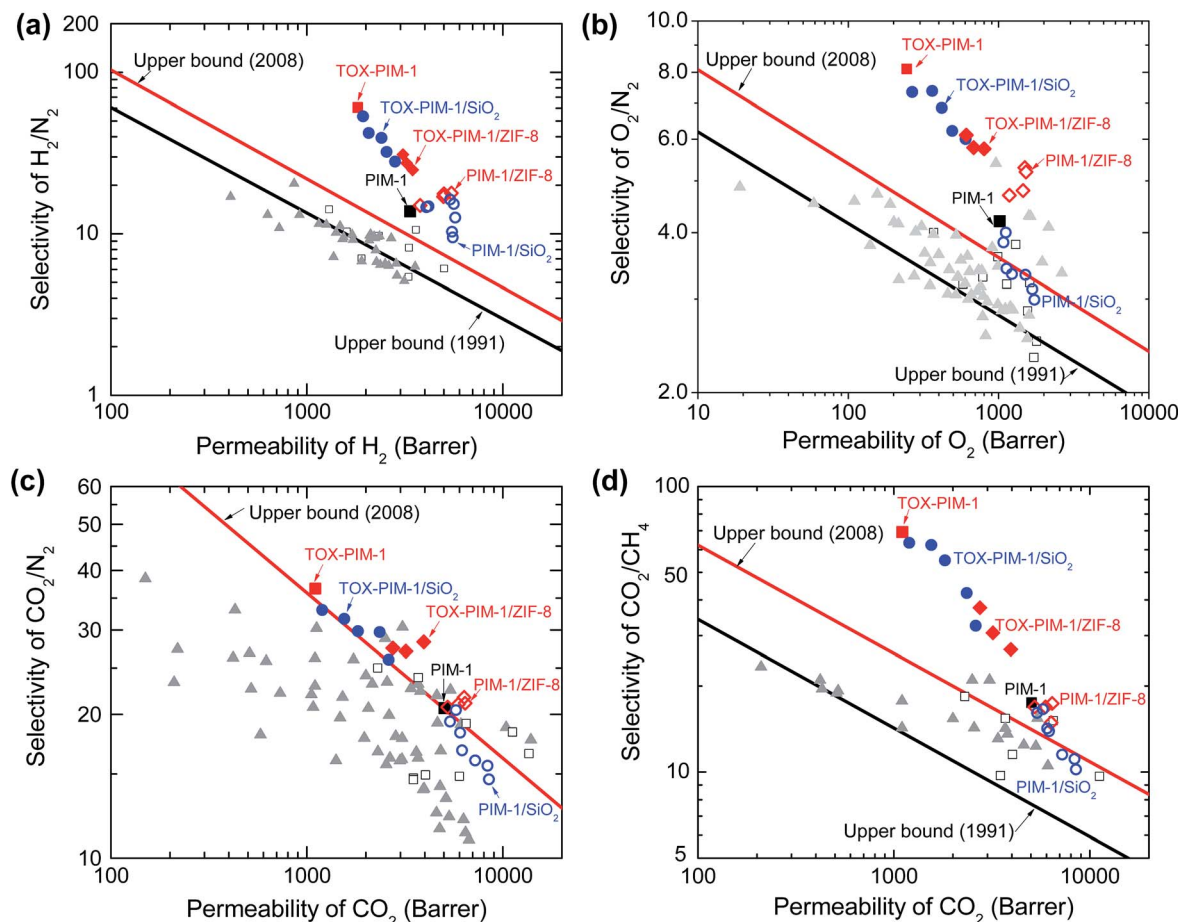 (a)
200
100
10
1
Selectivity of H₂/N₂
Upper bound (2008)
TOX-PIM-1
TOX-PIM-1/SiO₂
TOX-PIM-1/ZIF-8
PIM-1
PIM-1/ZIF-8
PIM-1/SiO₂
Upper bound (1991)
100 1000 10000
Permeability of H₂ (Barrer)
(b)
10.0
8.0
6.0
4.0
2.0
Selectivity of O₂/N₂
TOX-PIM-1
Upper bound (2008)
TOX-PIM-1/SiO₂
TOX-PIM-1/ZIF-8
PIM-1/ZIF-8
PIM-1
PIM-1/SiO₂
Upper bound (1991)
10 100 1000 10000
Permeability of O₂ (Barrer)
(c)
60
50
40
30
20
10
Selectivity of CO₂/N₂
Upper bound (2008)
TOX-PIM-1
TOX-PIM-1/SiO₂
TOX-PIM-1/ZIF-8
PIM-1
PIM-1/ZIF-8
PIM-1/SiO₂
100 1000 10000
Permeability of CO₂ (Barrer)
(d)
100
50
10
5
Selectivity of CO₂/CH₄
TOX-PIM-1
Upper bound (2008)
TOX-PIM-1/SiO₂
TOX-PIM-1/ZIF-8
PIM-1
PIM-1/ZIF-8
PIM-1/SiO₂
Upper bound (1991)
100 1000 10000
Permeability of CO₂ (Barrer)